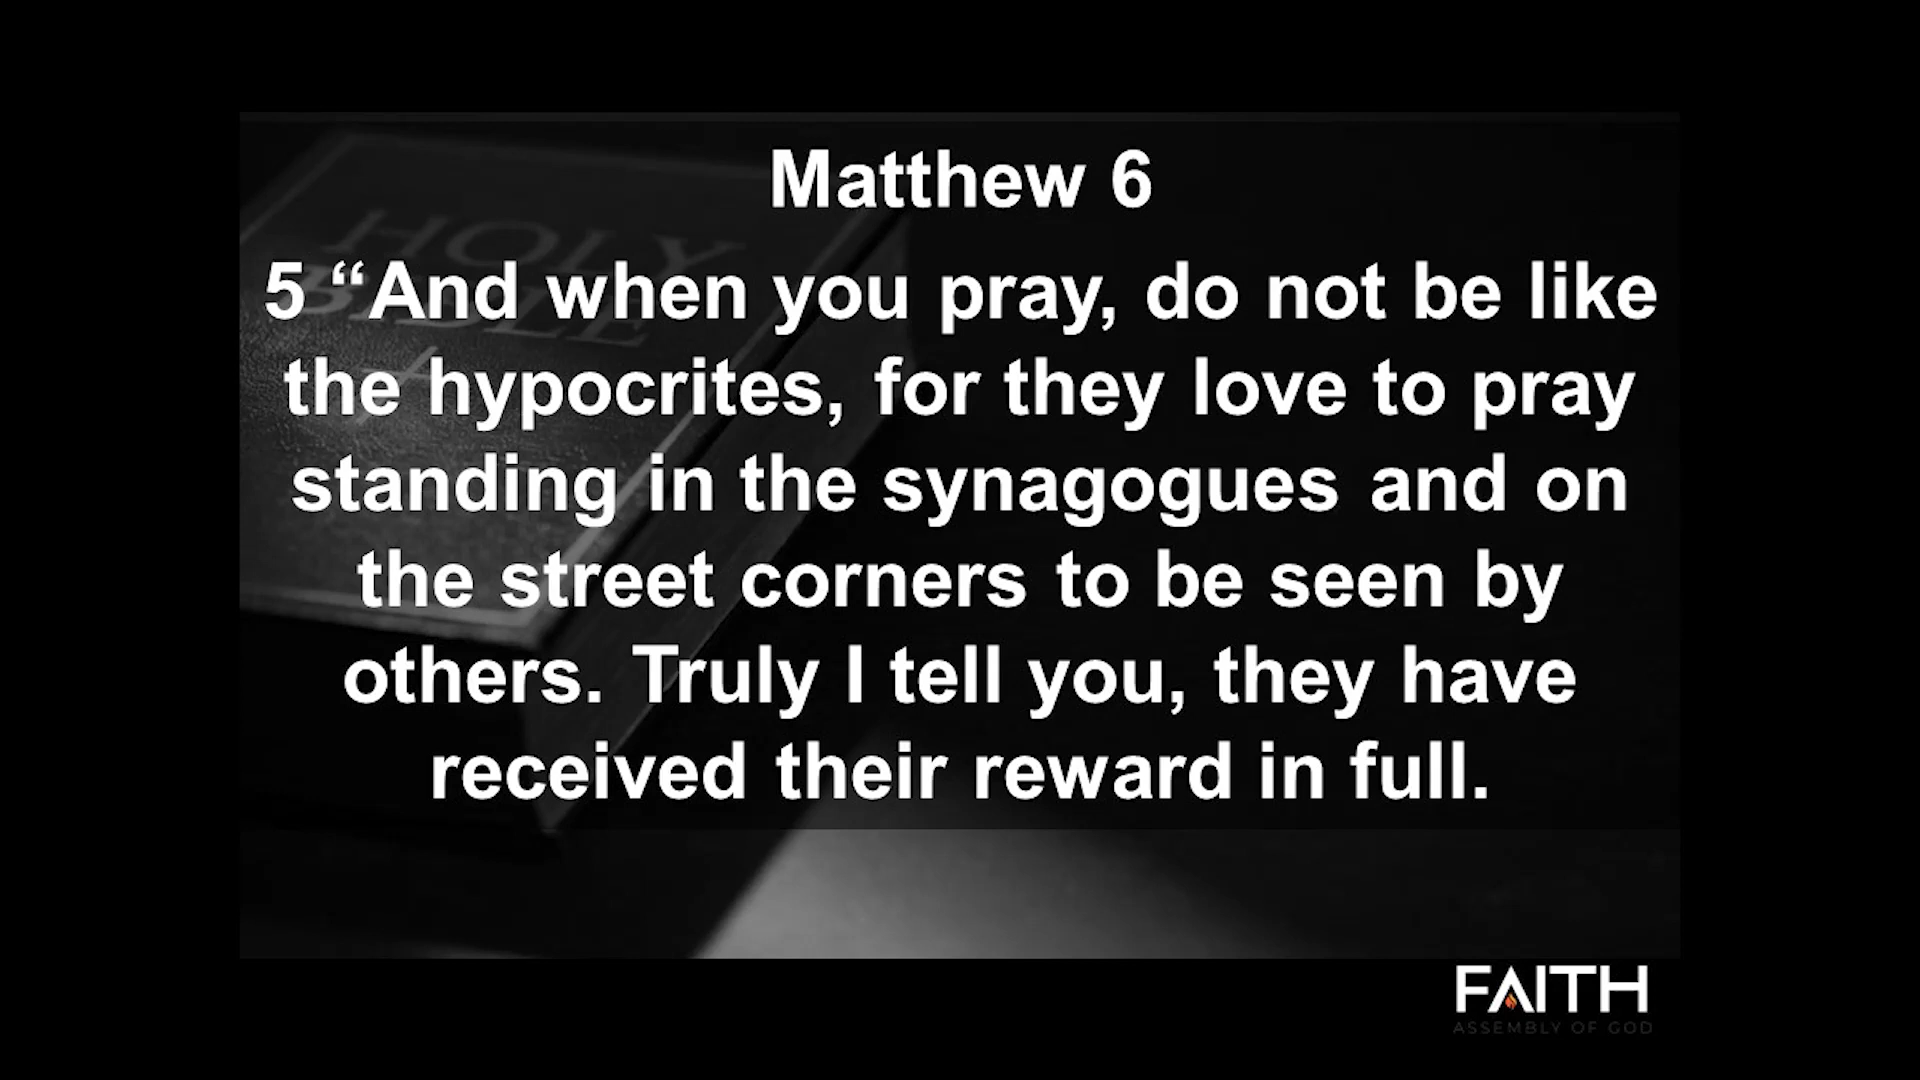 Matthew 6
5 “And when you pray, do not be like
the hypocrites, for they love to pray
standing in the synagogues and on
the street corners to be seen by
others. Truly I tell you, they have
received their reward in full.
HOLY
BIBLE
FAITH
ASSEMBLY OF GOD